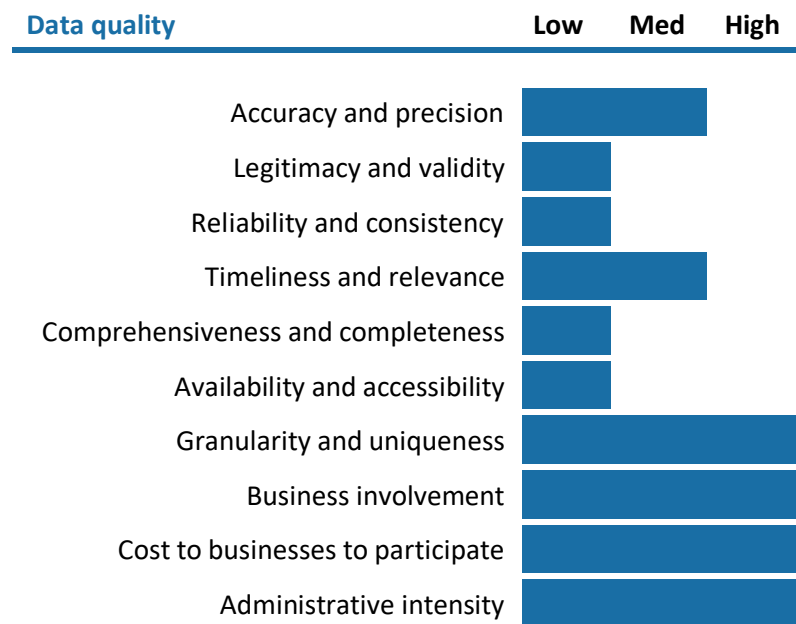 Data quality Low Med High
Accuracy and precision
Legitimacy and validity
Reliability and consistency
Timeliness and relevance
Comprehensiveness and completeness
Availability and accessibility
Granularity and uniqueness
Business involvement
Cost to businesses to participate
Administrative intensity